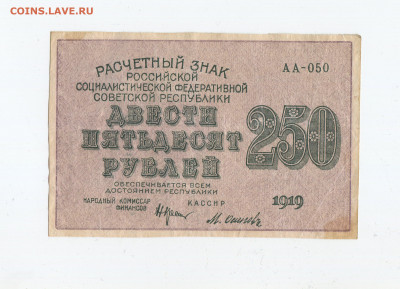 COINS.LAVE.RU
РАСЧЕТНЫЙ ЗНАК
РОССИЙСКОЙ
СОЦИАЛИСТИЧЕСКОЙ ФЕДЕРАТИВНОЙ
СОВЕТСКОЙ РЕСПУБЛИКИ
АА-050
ДВЕСТИ
ПЯТЬДЕСЯТ
РУБЛЕЙ
250
ОБЕСПЕЧИВАЕТСЯ ВСЕМ
ДОСТОЯНИЕМ РЕСПУБЛИКИ
НАРОДНЫЙ КОМИССАР
ФИНАНСОВ
КАССИР
1919